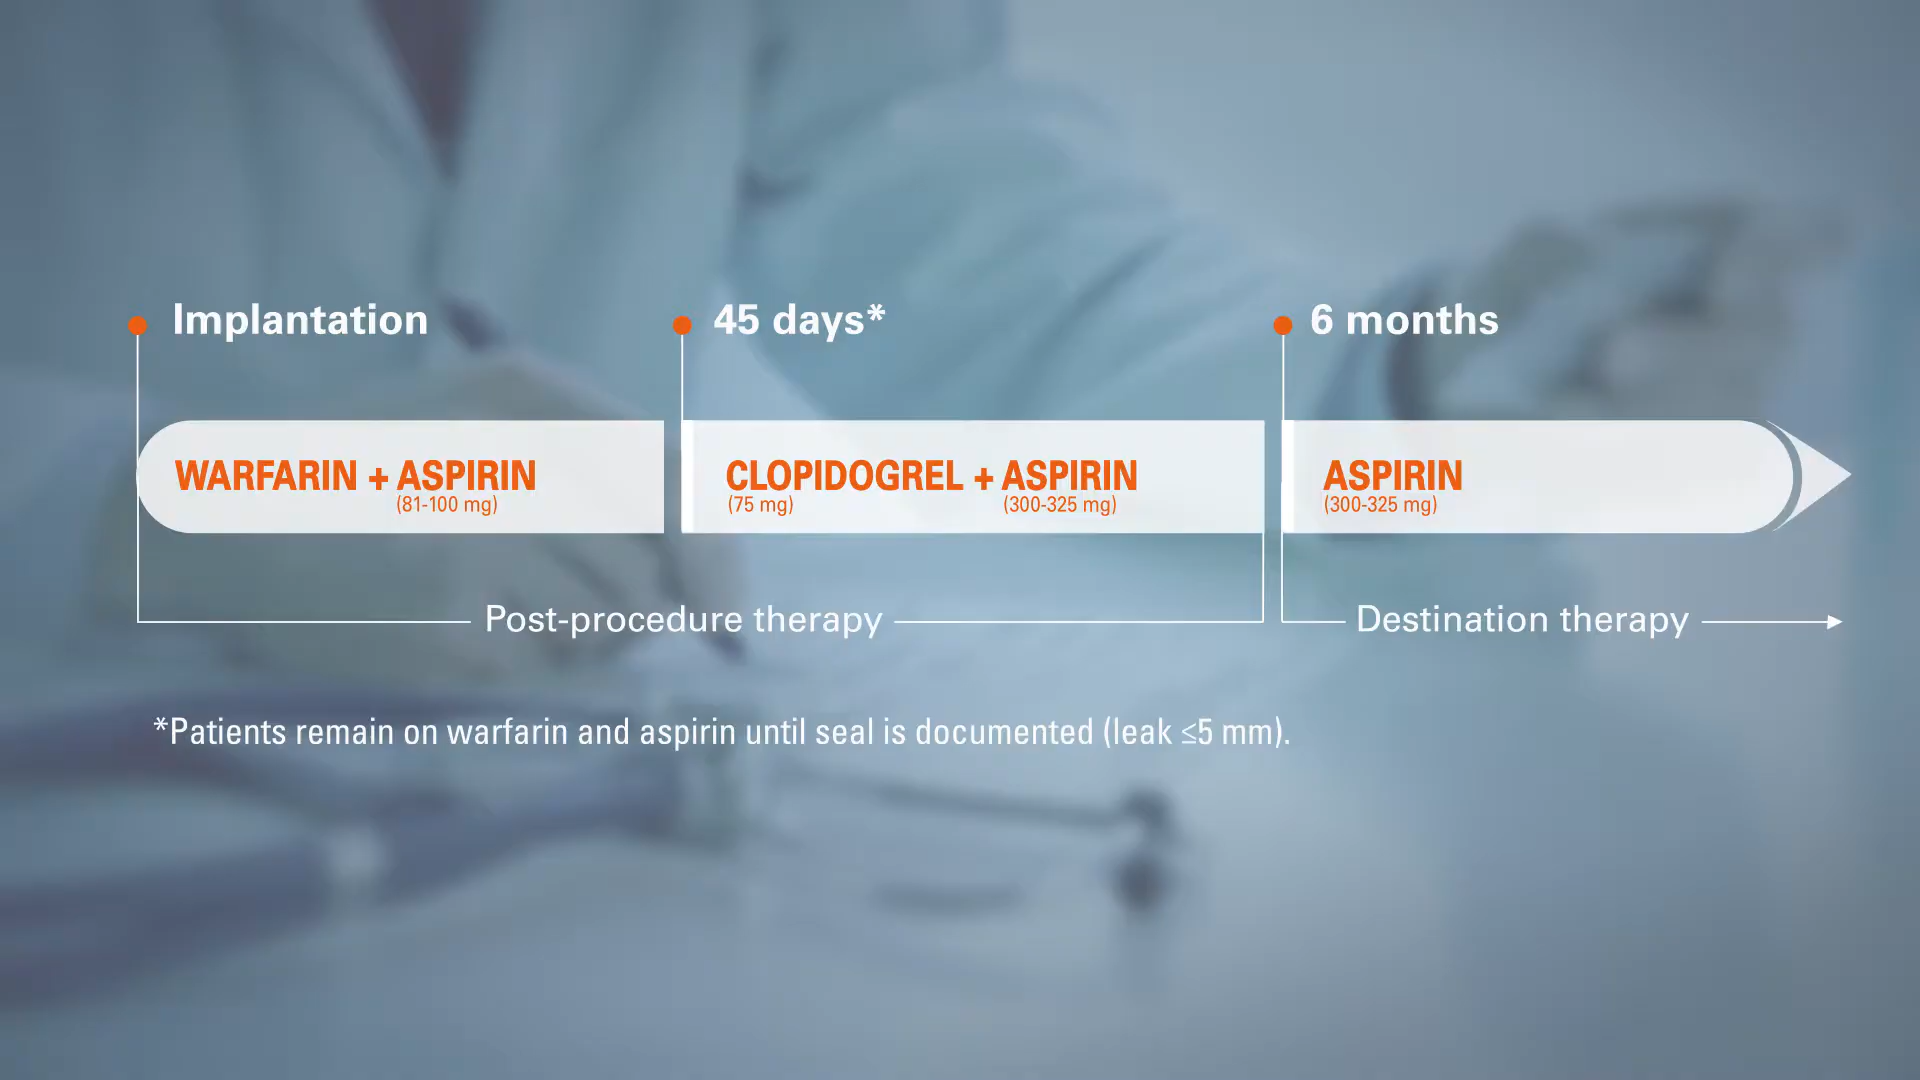 Implantation
45 days*
6 months
WARFARIN + ASPIRIN
(81-100 mg)
CLOPIDOGREL + ASPIRIN
(75 mg)
(300-325 mg)
ASPIRIN
(300-325 mg)
Post-procedure therapy
Destination therapy
*Patients remain on warfarin and aspirin until seal is documented (leak ≤5 mm).